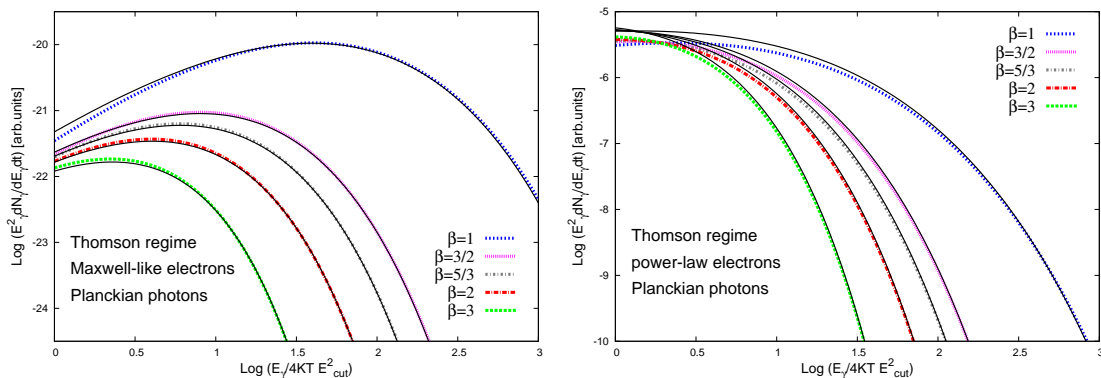 Log (E²γdNγ/dEγdt) [arb.units]
-20
-21
-22
-23
-24
0
0.5
1
1.5
2
2.5
3
Log (Eγ/4KT E²cut)
Thomson regime
Maxwell-like electrons
Planckian photons
β=1
β=3/2
β=5/3
β=2
β=3
Log (E²γdNγ/dEγdt) [arb.units]
-5
-6
-7
-8
-9
-10
0
0.5
1
1.5
2
2.5
3
Log (Eγ/4KT E²cut)
β=1
β=3/2
β=5/3
β=2
β=3
Thomson regime
power-law electrons
Planckian photons